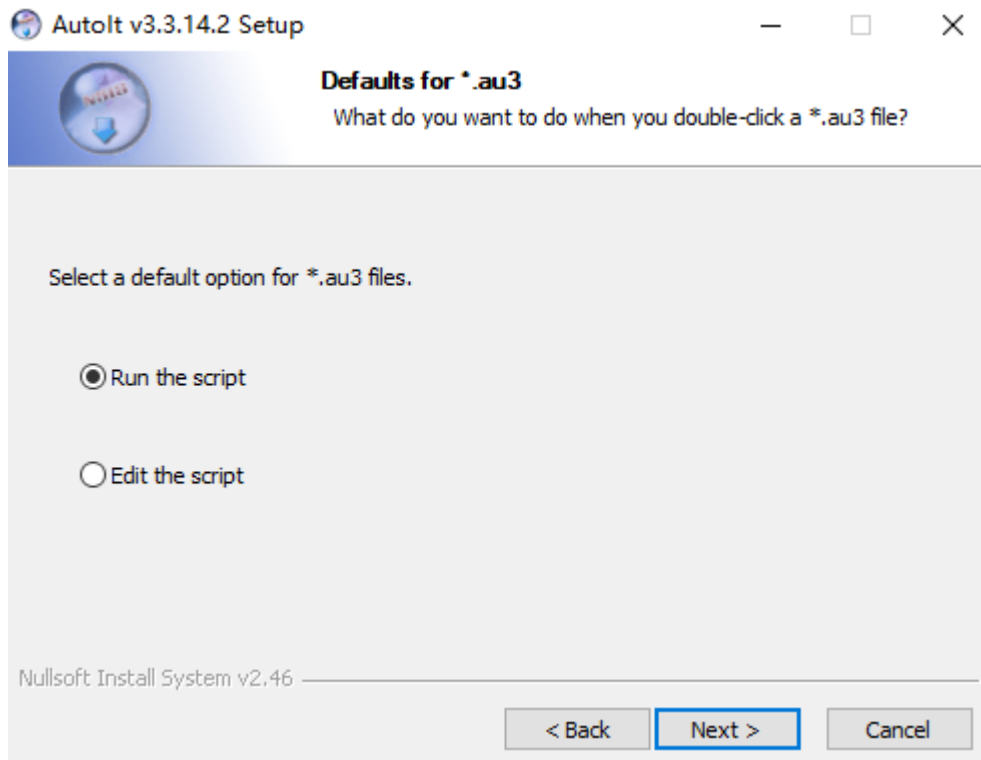 AutoIt v3.3.14.2 Setup
Defaults for *.au3
What do you want to do when you double-click a *.au3 file?
Select a default option for *.au3 files.
Run the script
Edit the script
Nullsoft Install System v2.46
< Back
Next >
Cancel